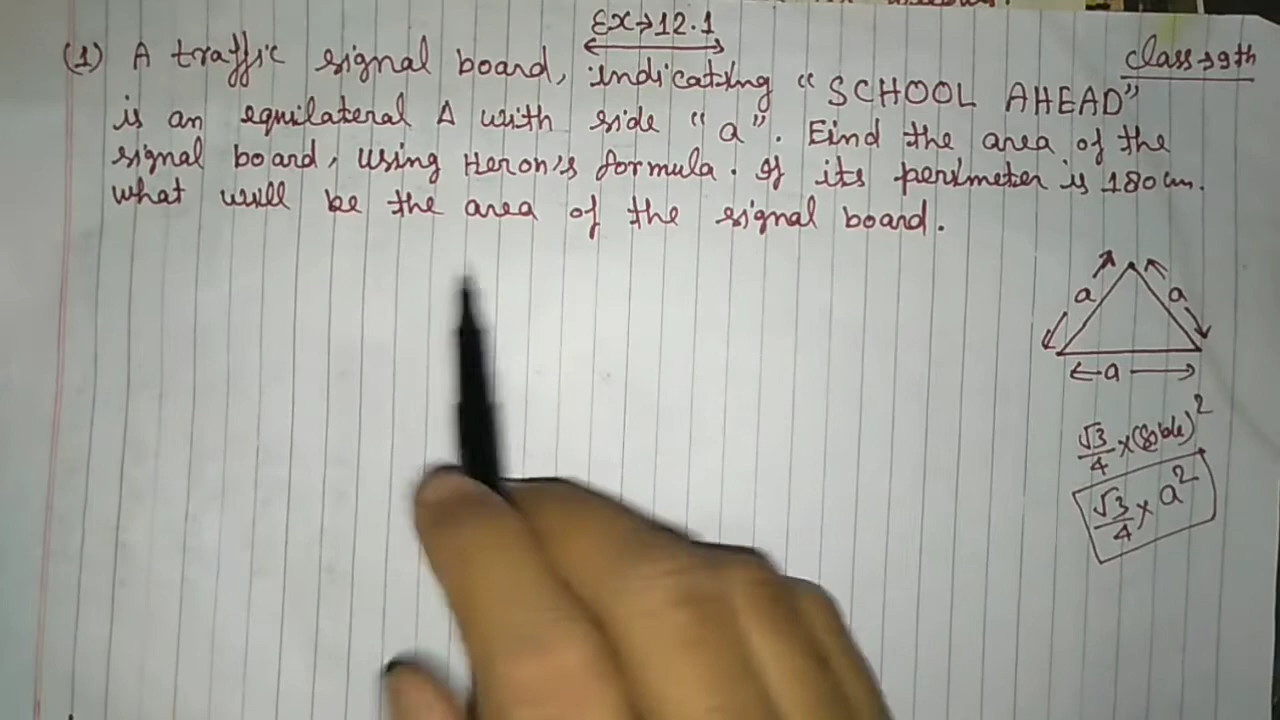 Ex→12.1
Class→9th
(1) A traffic signal board, indicating "SCHOOL AHEAD"
is an equilateral Δ with side "a". Find the area of the
signal board, using Heron's formula. If its perimeter is 180 cm.
what will be the area of the signal board.
a a
a
√3/4 × (Side)²
√3/4 × a²